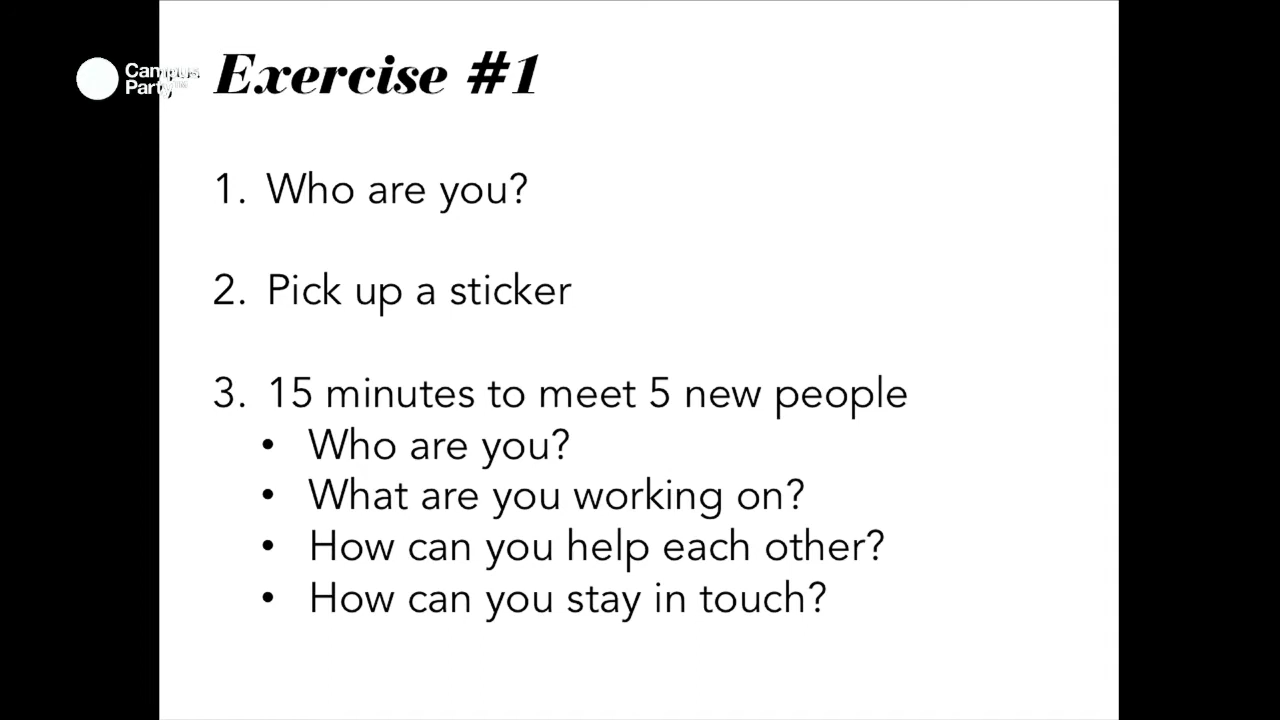 Campus
Party™
Exercise #1
1. Who are you?
2. Pick up a sticker
3. 15 minutes to meet 5 new people
• Who are you?
• What are you working on?
• How can you help each other?
• How can you stay in touch?